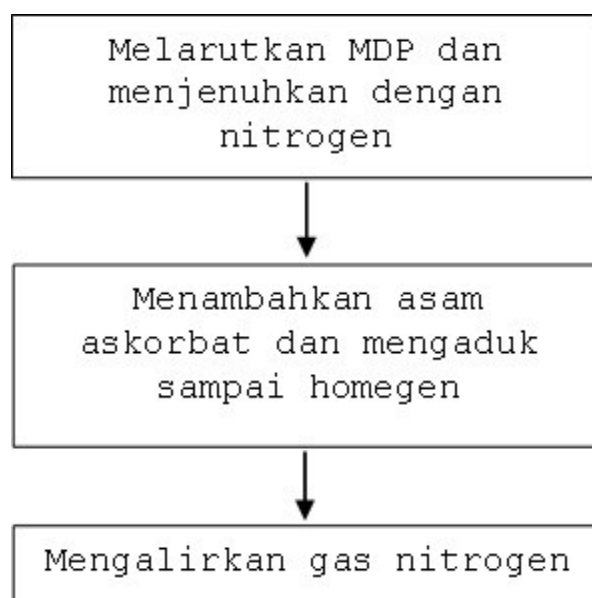 Melarutkan MDP dan
menjenuhkan dengan
nitrogen
Menambahkan asam
askorbat dan mengaduk
sampai homegen
Mengalirkan gas nitrogen